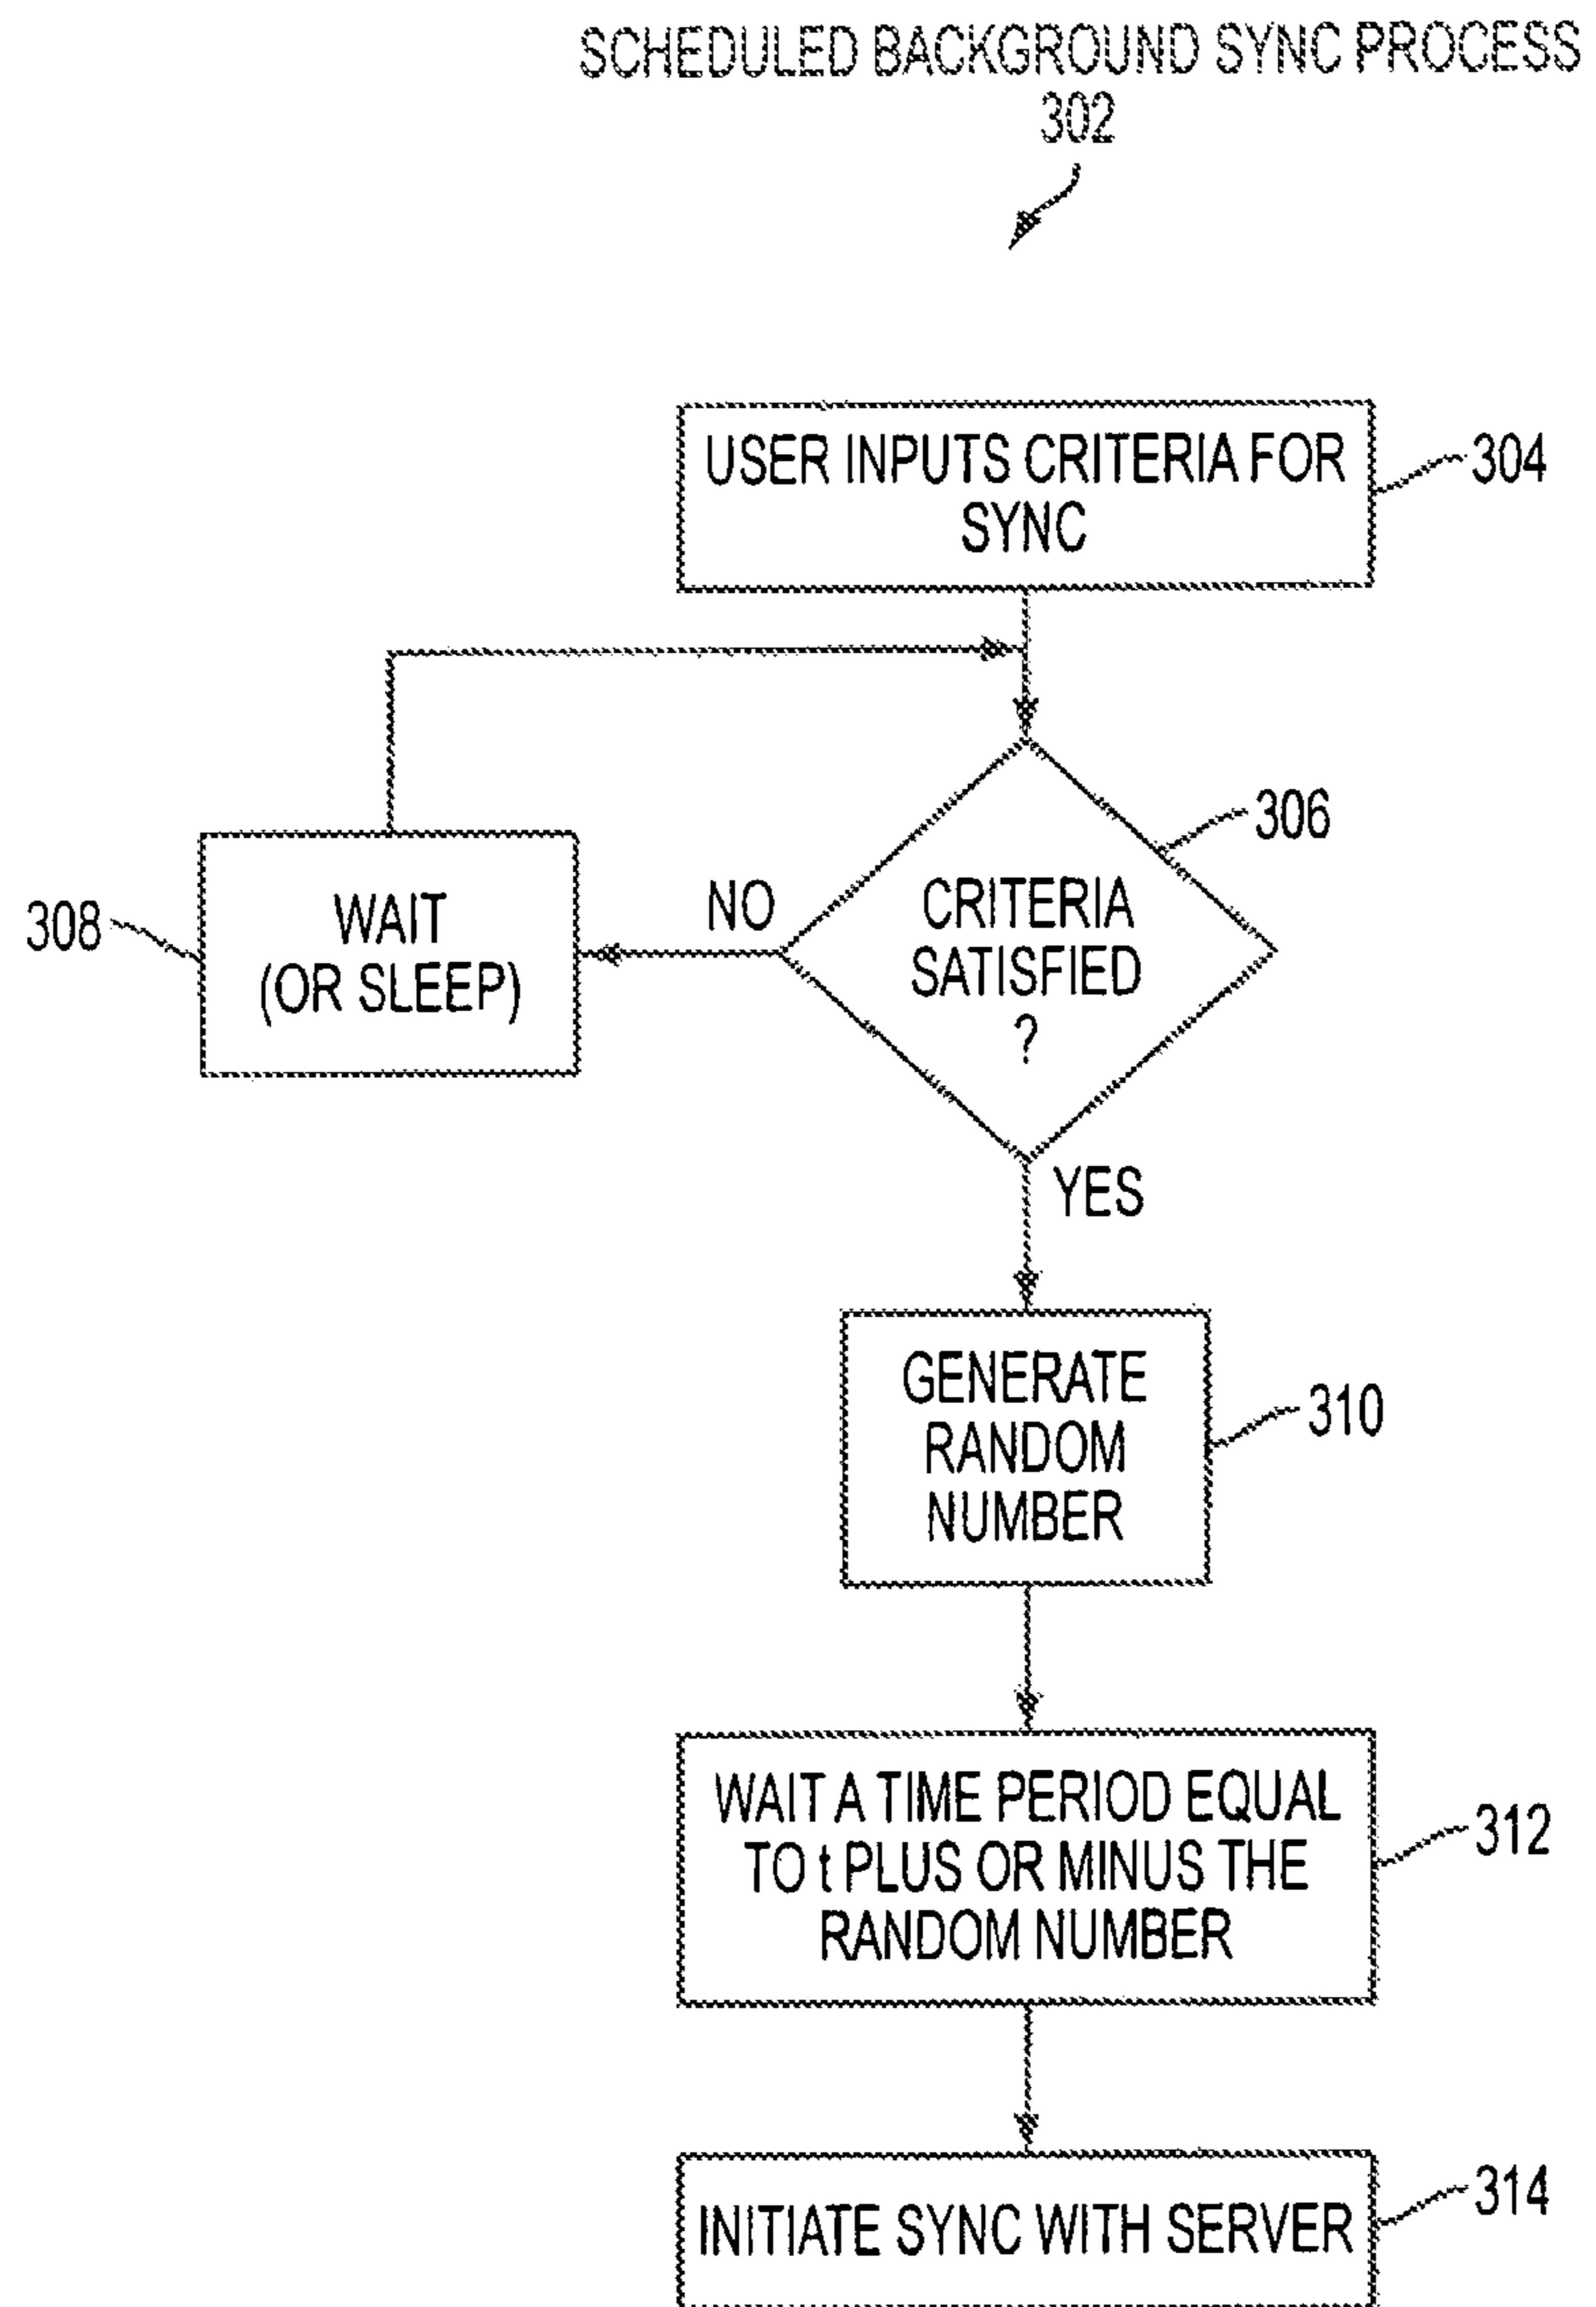 SCHEDULED BACKGROUND SYNC PROCESS
302
USER INPUTS CRITERIA FOR
SYNC
304
306
CRITERIA
SATISFIED
?
NO
WAIT
(OR SLEEP)
308
YES
GENERATE
RANDOM
NUMBER
310
WAIT A TIME PERIOD EQUAL
TO t PLUS OR MINUS THE
RANDOM NUMBER
312
INITIATE SYNC WITH SERVER
314